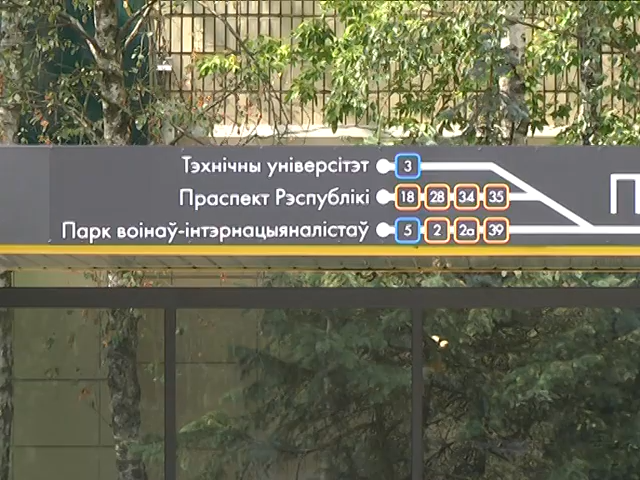 Тэхнічны універсітэт 3
Праспект Рэспублікі 18 28 34 35
Парк воінаў-інтэрнацыяналістаў 5 2 2а 39